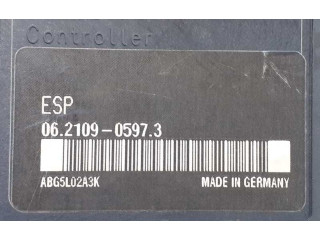 Controller
ESP
06.2109-0597.3
ABG5L02A3K
MADE IN GERMANY